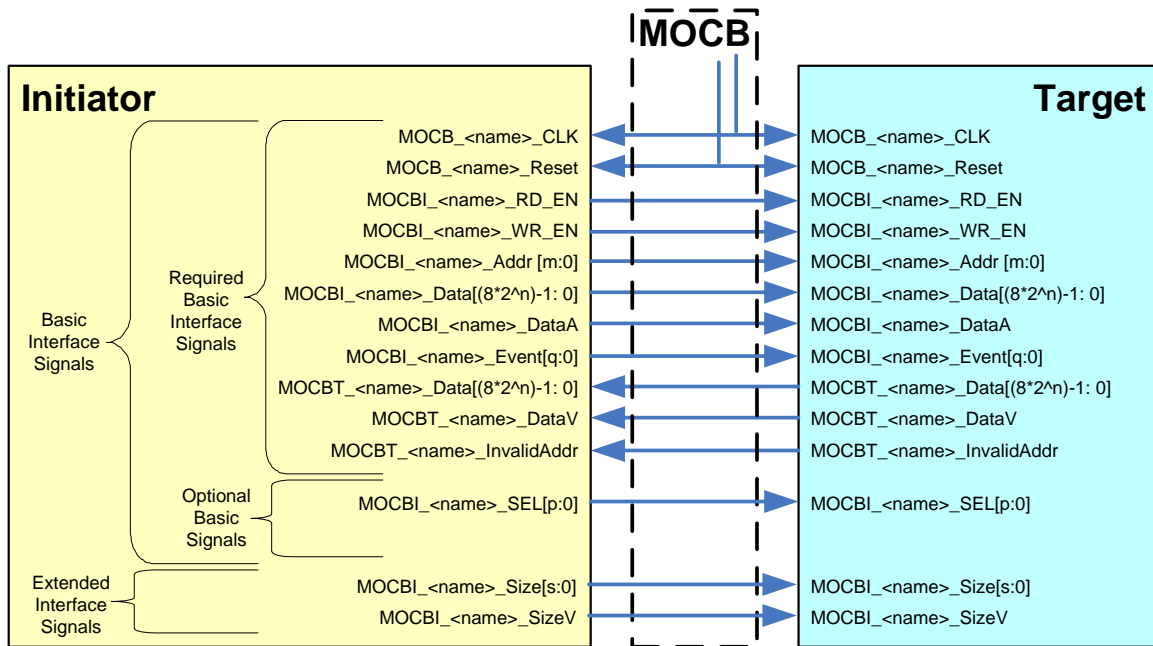 MOCB
Initiator
Target
MOCB_<name>_CLK
MOCB_<name>_CLK
MOCB_<name>_Reset
MOCB_<name>_Reset
MOCBI_<name>_RD_EN
MOCBI_<name>_RD_EN
MOCBI_<name>_WR_EN
MOCBI_<name>_WR_EN
MOCBI_<name>_Addr [m:0]
MOCBI_<name>_Addr [m:0]
MOCBI_<name>_Data[(8*2^n)-1: 0]
MOCBI_<name>_Data[(8*2^n)-1: 0]
MOCBI_<name>_DataA
MOCBI_<name>_DataA
MOCBI_<name>_Event[q:0]
MOCBI_<name>_Event[q:0]
MOCBT_<name>_Data[(8*2^n)-1: 0]
MOCBT_<name>_Data[(8*2^n)-1: 0]
MOCBT_<name>_DataV
MOCBT_<name>_DataV
MOCBT_<name>_InvalidAddr
MOCBT_<name>_InvalidAddr
MOCBI_<name>_SEL[p:0]
MOCBI_<name>_SEL[p:0]
MOCBI_<name>_Size[s:0]
MOCBI_<name>_Size[s:0]
MOCBI_<name>_SizeV
MOCBI_<name>_SizeV
Required
Basic
Interface
Signals
Basic
Interface
Signals
Optional
Basic
Signals
Extended
Interface
Signals